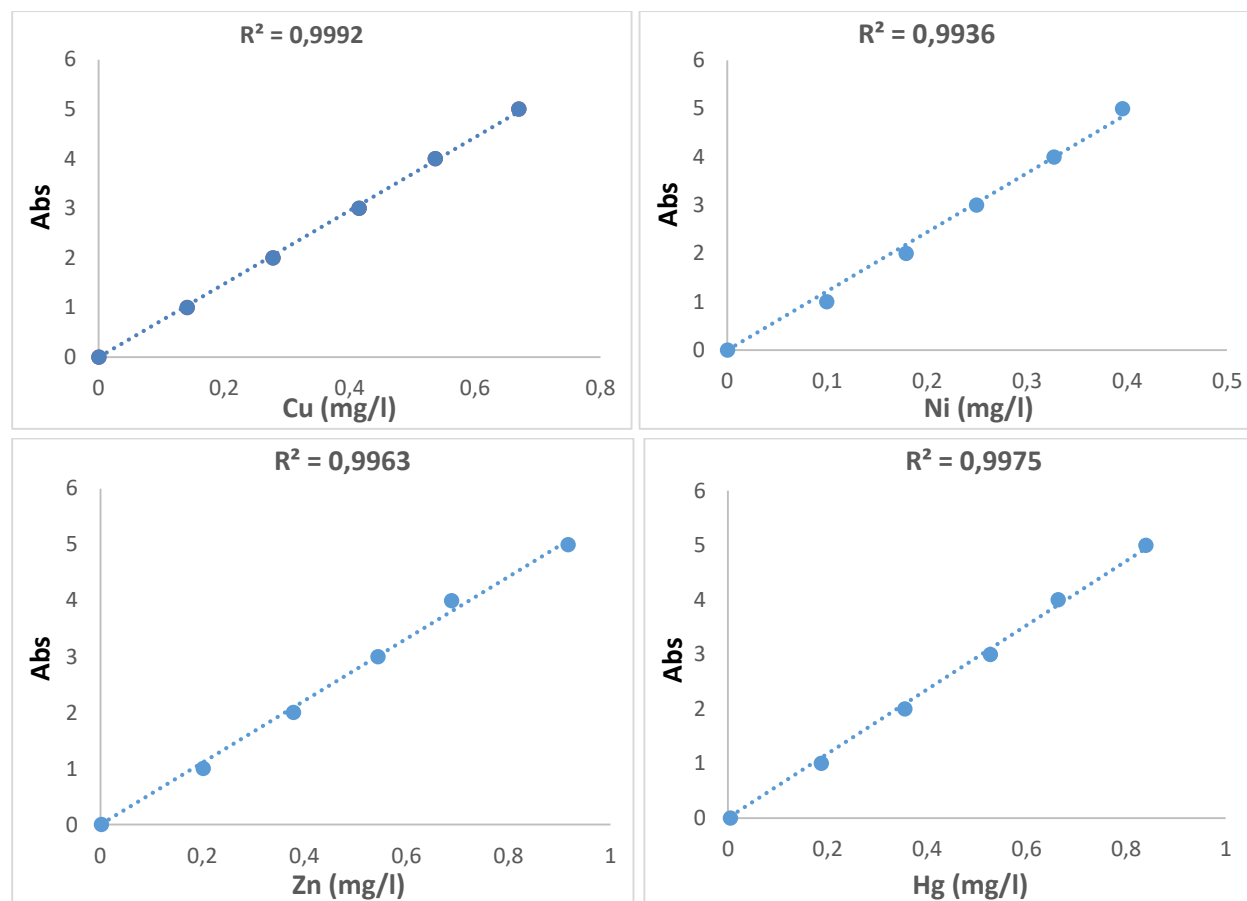 R² = 0,9992
6
5
4
3
2
1
0
Abs
0 0,2 0,4 0,6 0,8
Cu (mg/l)
R² = 0,9936
6
5
4
3
2
1
0
Abs
0 0,1 0,2 0,3 0,4 0,5
Ni (mg/l)
R² = 0,9963
6
5
4
3
2
1
0
Abs
0 0,2 0,4 0,6 0,8 1
Zn (mg/l)
R² = 0,9975
6
5
4
3
2
1
0
Abs
0 0,2 0,4 0,6 0,8 1
Hg (mg/l)